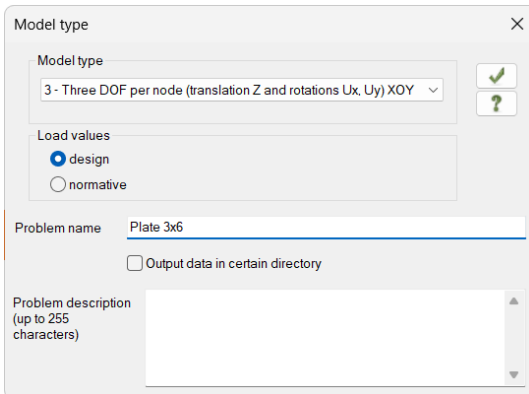 Model type
Model type
3 - Three DOF per node (translation Z and rotations Ux, Uy) XOY
?
Load values
design
normative
Problem name
Plate 3x6
Output data in certain directory
Problem description
(up to 255
characters)